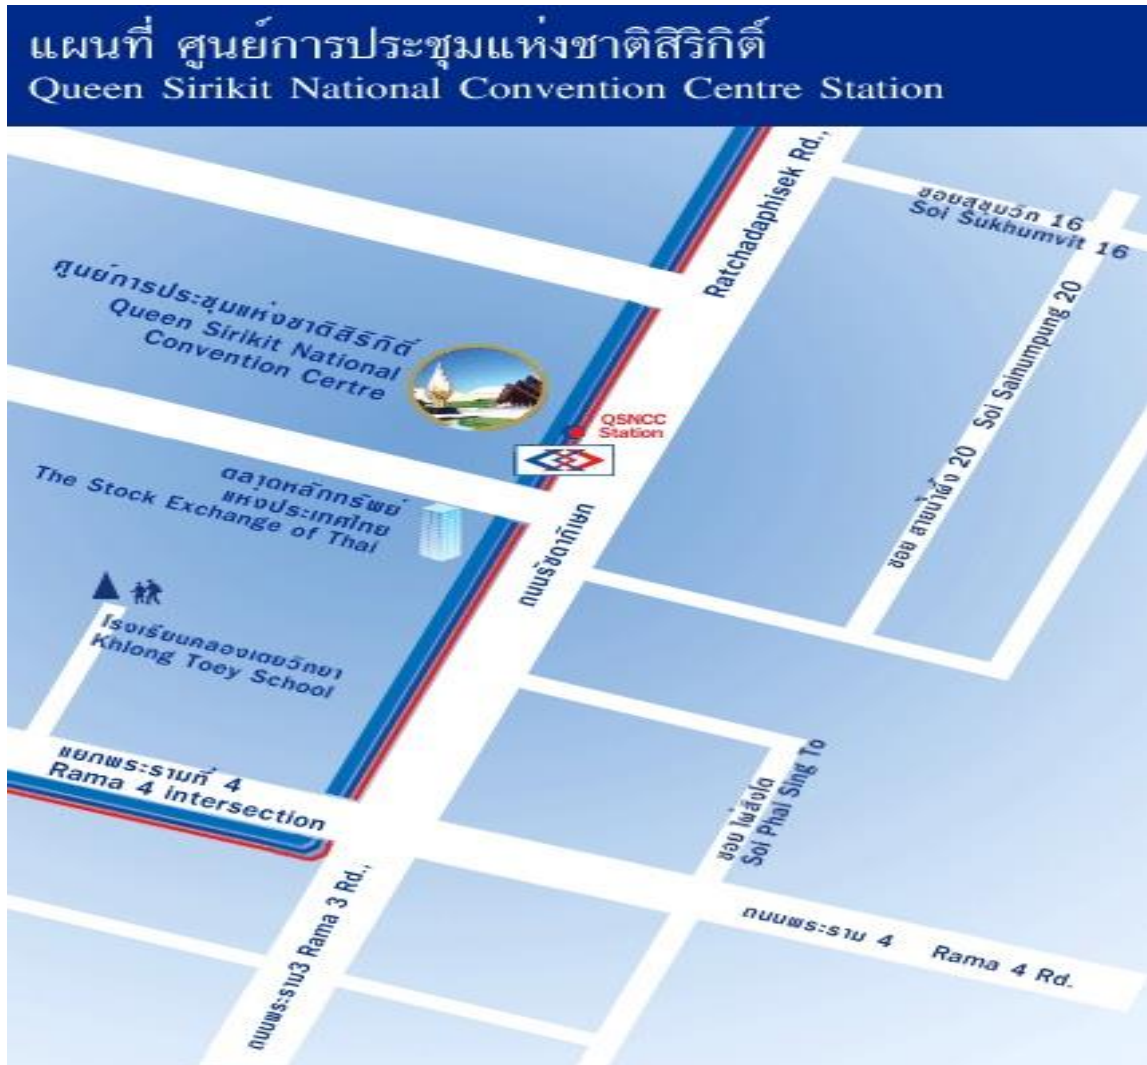 แผนที่ ศูนย์การประชุมแห่งชาติสิริกิติ์
Queen Sirikit National Convention Centre Station
Ratchadaphisek Rd.,
ซอยสุขุมวิท 16
Soi Sukhumvit 16
ศูนย์การประชุมแห่งชาติสิริกิติ์
Queen Sirikit National
Convention Certre
QSNCC
Station
ซอย สายน้ำผึ้ง 20 Soi Sainumpung 20
ตลาดหลักทรัพย์
แห่งประเทศไทย
The Stock Exchange of Thai
ถนนรัชดาภิเษก
โรงเรียนคลองเตยวิทยา
Khlong Toey School
แยกพระรามที่ 4
Rama 4 intersection
ซอย ไผ่สิงโต
Soi Phai Sing To
ถนนพระราม3 Rama 3 Rd.,
ถนนพระราม 4 Rama 4 Rd.